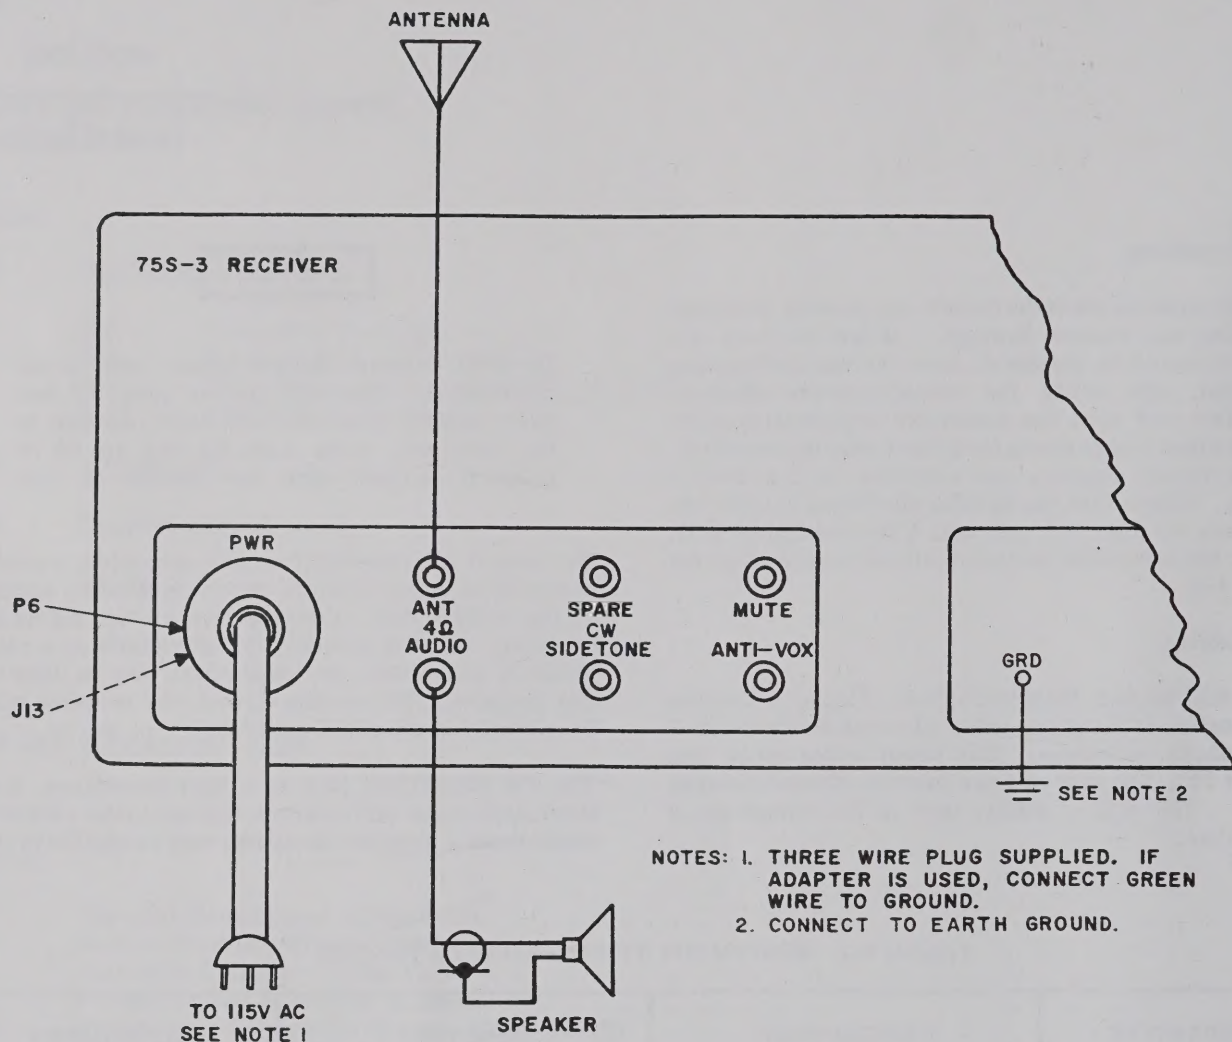 ANTENNA
75S-3 RECEIVER
PWR
P6
J13
ANT
4Ω
AUDIO
SPARE
CW
SIDETONE
MUTE
ANTI-VOX
GRD
SEE NOTE 2
NOTES: 1. THREE WIRE PLUG SUPPLIED. IF
ADAPTER IS USED, CONNECT GREEN
WIRE TO GROUND.
2. CONNECT TO EARTH GROUND.
TO 115V AC
SEE NOTE 1
SPEAKER